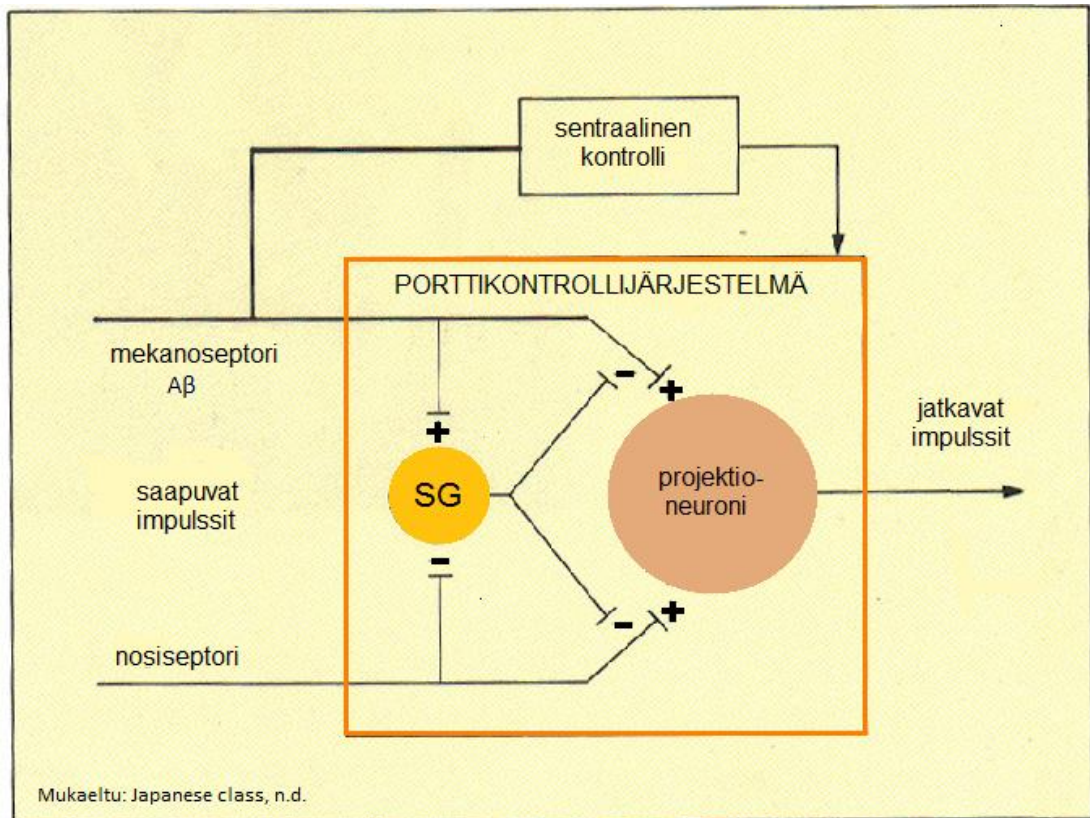 sentraalinen
kontrolli
PORTTIKONTROLLIJÄRJESTELMÄ
mekanoseptori
Aβ
-
+
+
jatkavat
impulssit
saapuvat
impulssit
SG
projektio-
neuroni
-
-
+
nosiseptori
Mukaeltu: Japanese class, n.d.